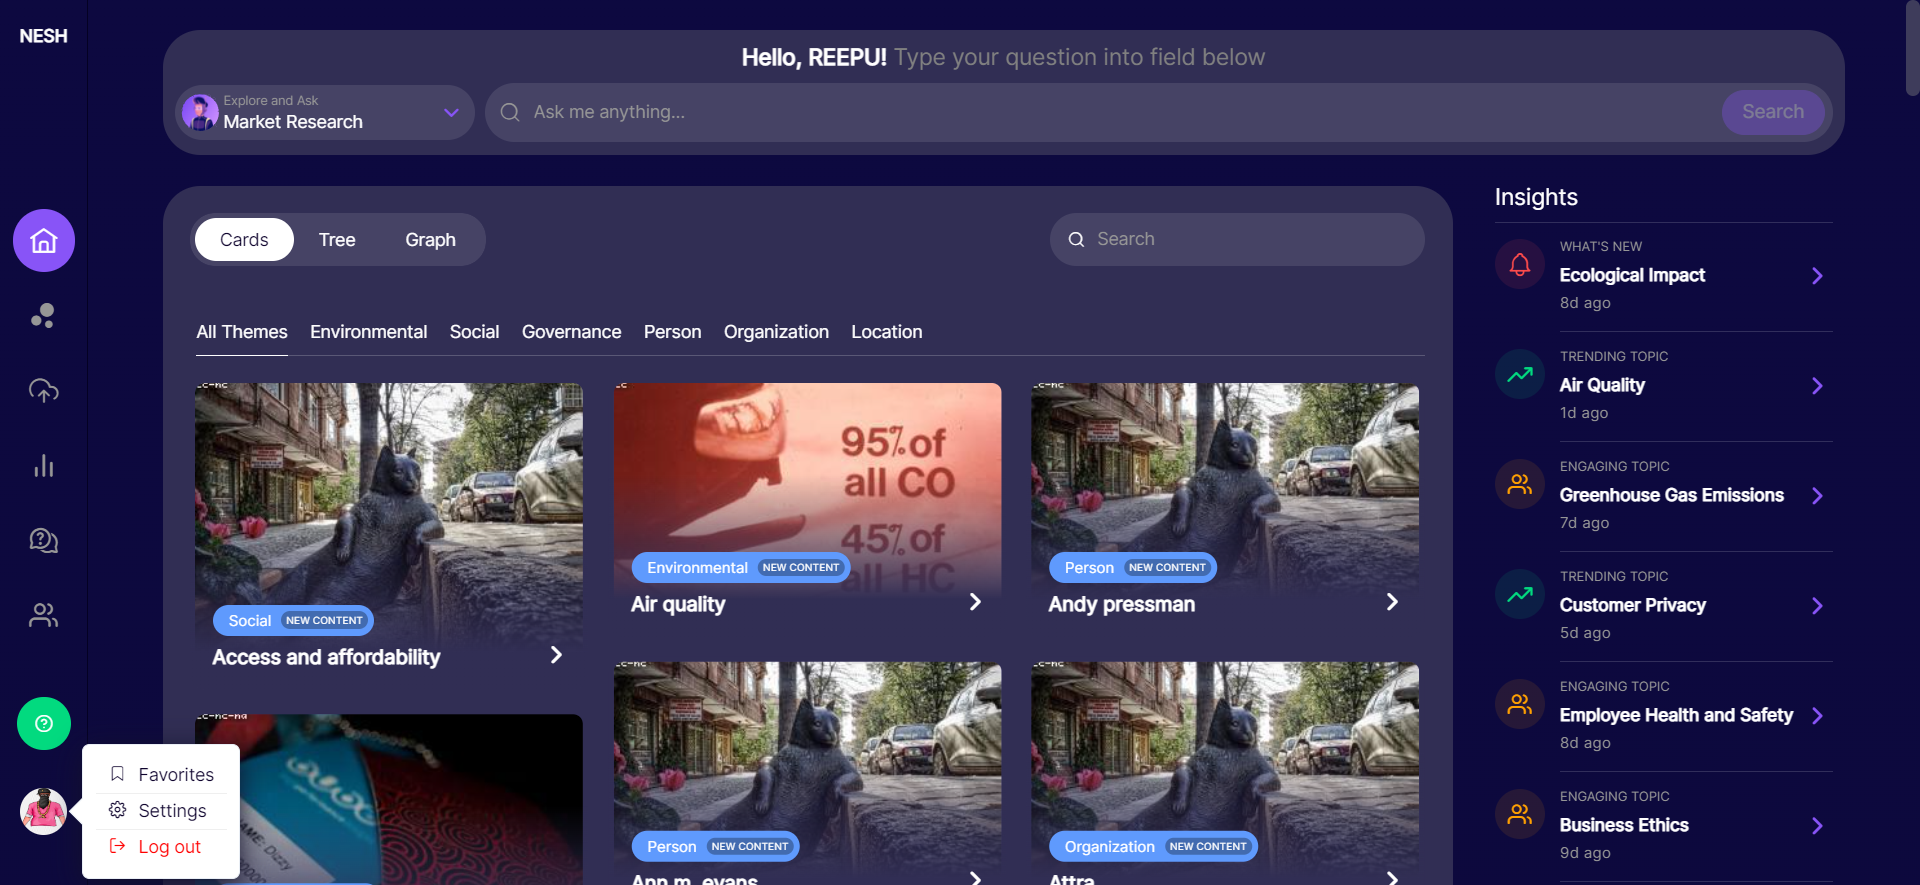 NESH
Hello, REEPU! Type your question into field below
Explore and Ask
Market Research
Ask me anything...
Search
Cards
Tree
Graph
Search
All Themes
Environmental
Social
Governance
Person
Organization
Location
Social NEW CONTENT
Access and affordability
95% of
all CO
45% of
all HC
Environmental NEW CONTENT
Air quality
Person NEW CONTENT
Andy pressman
Person NEW CONTENT
Ann m. evans
Organization NEW CONTENT
Attra
Insights
WHAT'S NEW
Ecological Impact
8d ago
TRENDING TOPIC
Air Quality
1d ago
ENGAGING TOPIC
Greenhouse Gas Emissions
7d ago
TRENDING TOPIC
Customer Privacy
5d ago
ENGAGING TOPIC
Employee Health and Safety
8d ago
ENGAGING TOPIC
Business Ethics
9d ago
Favorites
Settings
Log out